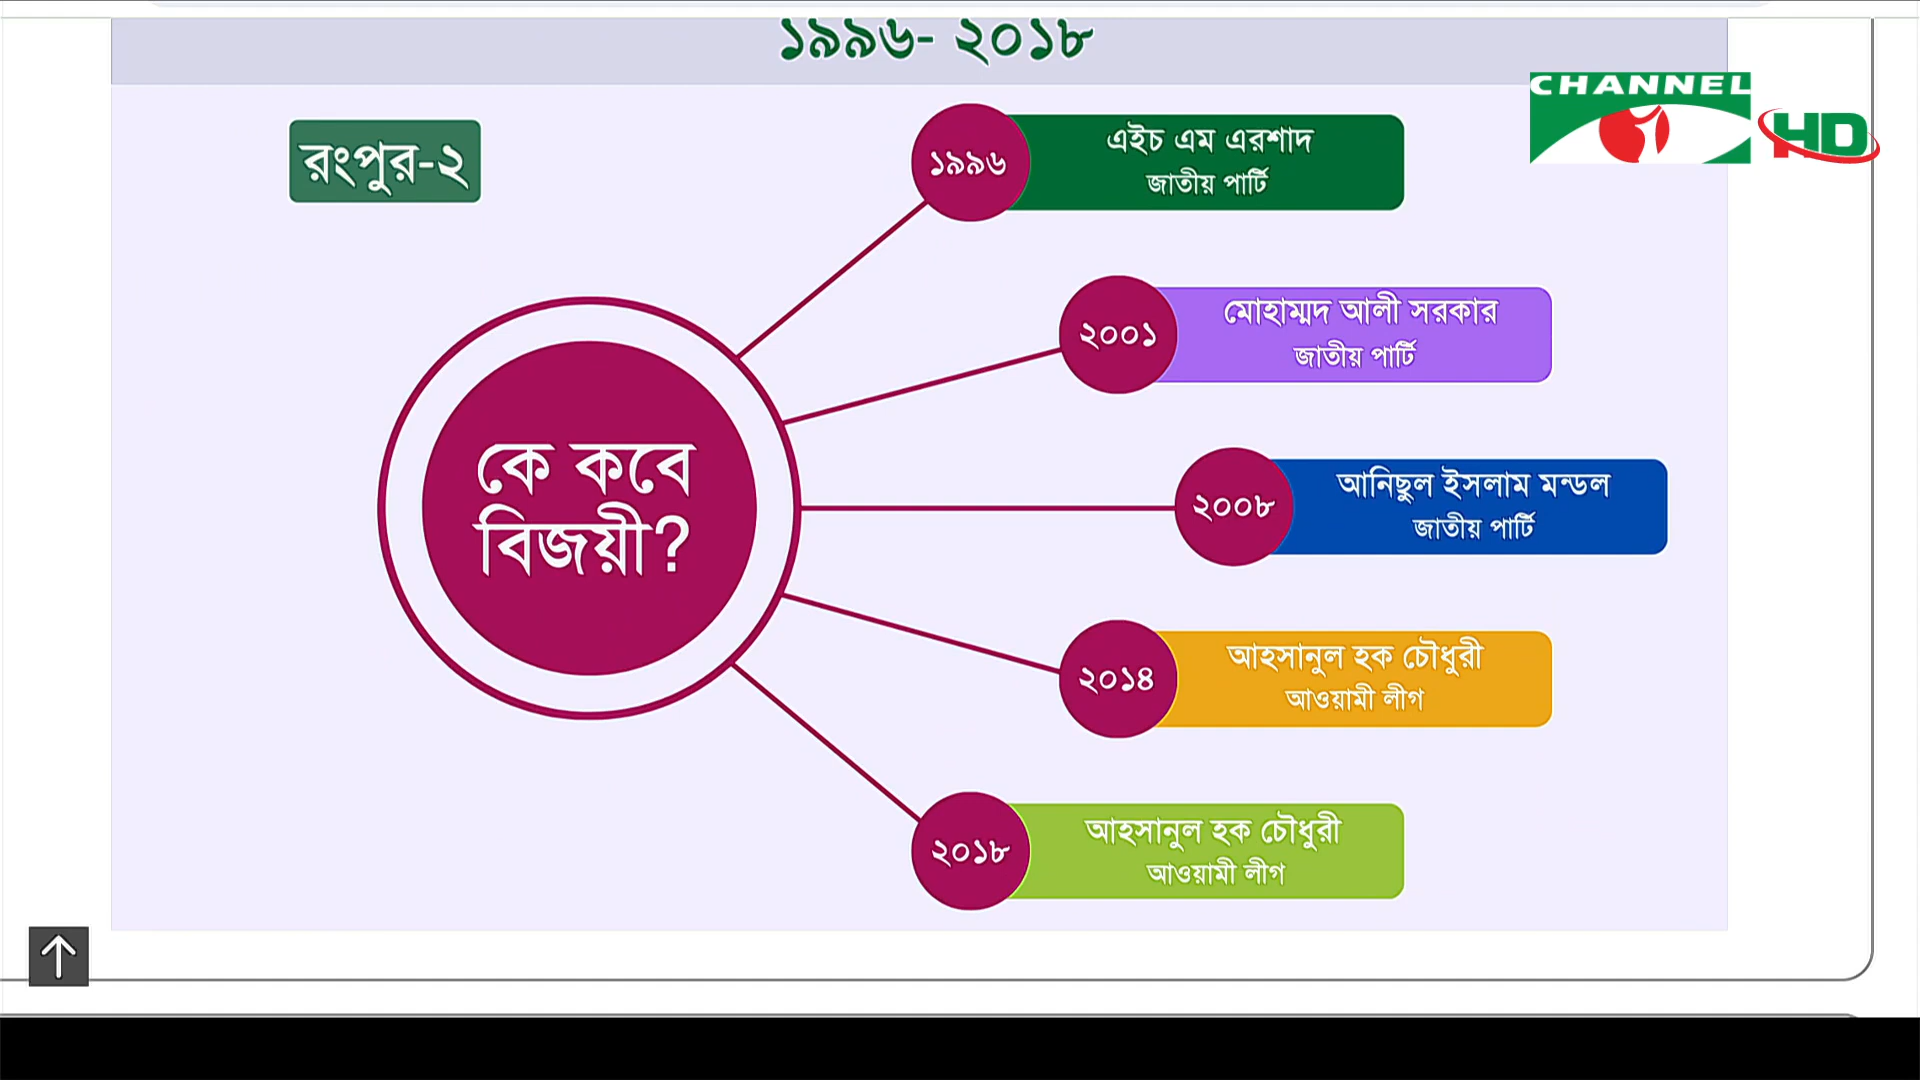 ১৯৯৬- ২০১৮
CHANNEL
HD
রংপুর-২
১৯৯৬
এইচ এম এরশাদ
জাতীয় পার্টি
২০০১
মোহাম্মদ আলী সরকার
জাতীয় পার্টি
কে কবে
বিজয়ী?
২০০৮
আনিছুল ইসলাম মন্ডল
জাতীয় পার্টি
২০১৪
আহসানুল হক চৌধুরী
আওয়ামী লীগ
২০১৮
আহসানুল হক চৌধুরী
আওয়ামী লীগ